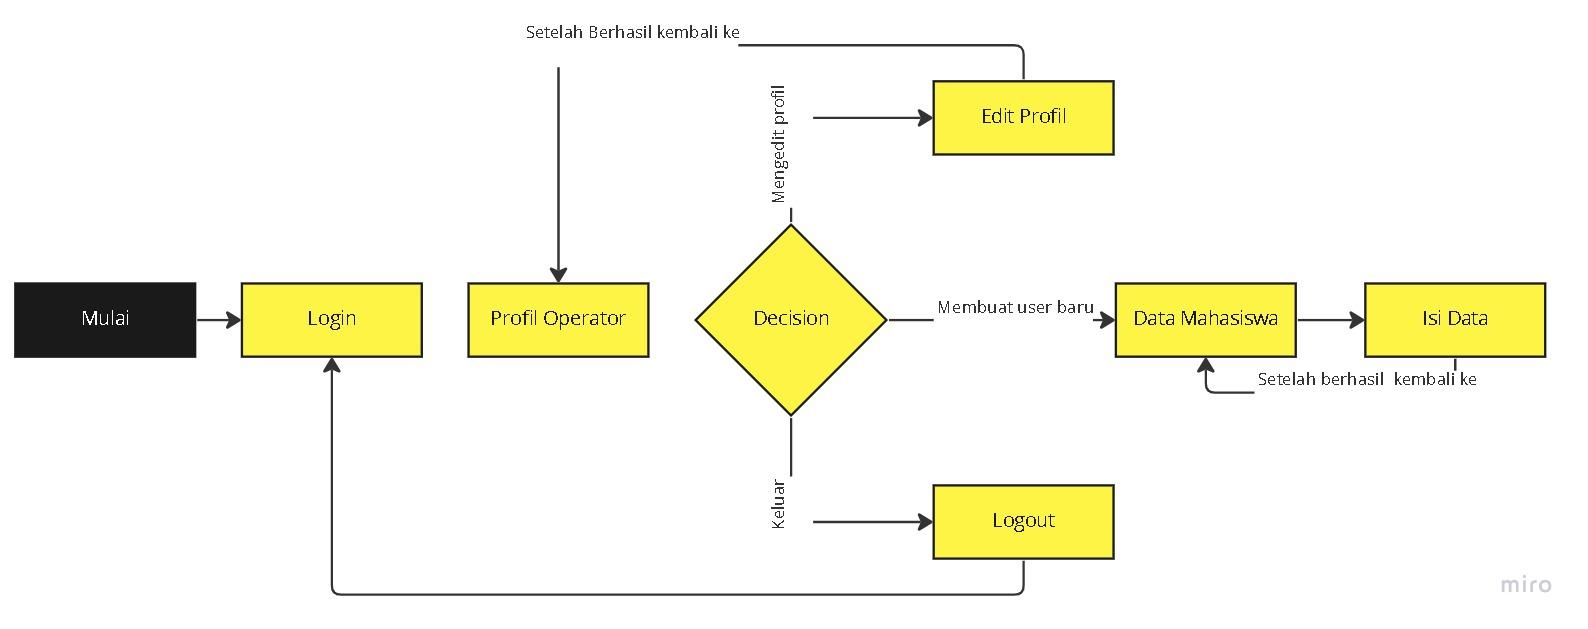 Setelah Berhasil kembali ke
Mengedit profil
Edit Profil
Mulai
Login
Profil Operator
Decision
Membuat user baru
Data Mahasiswa
Isi Data
Setelah berhasil  kembali ke
Keluar
Logout
miro